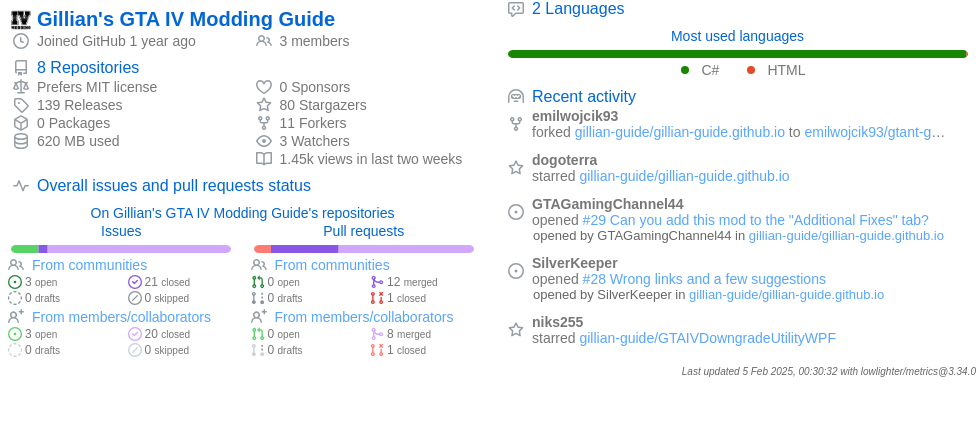 Gillian's GTA IV Modding Guide
Joined GitHub 1 year ago
3 members
8 Repositories
Prefers MIT license
0 Sponsors
139 Releases
80 Stargazers
0 Packages
11 Forkers
620 MB used
3 Watchers
1.45k views in last two weeks
Overall issues and pull requests status
On Gillian's GTA IV Modding Guide's repositories
Issues
Pull requests
From communities
From communities
3 open
21 closed
0 open
12 merged
0 drafts
0 skipped
0 drafts
1 closed
From members/collaborators
From members/collaborators
3 open
20 closed
0 open
8 merged
0 drafts
0 skipped
0 drafts
1 closed
2 Languages
Most used languages
C#
HTML
Recent activity
emilwojcik93
forked gillian-guide/gillian-guide.github.io to emilwojcik93/gtant-g…
dogoterra
starred gillian-guide/gillian-guide.github.io
GTAGamingChannel44
opened #29 Can you add this mod to the "Additional Fixes" tab?
opened by GTAGamingChannel44 in gillian-guide/gillian-guide.github.io
SilverKeeper
opened #28 Wrong links and a few suggestions
opened by SilverKeeper in gillian-guide/gillian-guide.github.io
niks255
starred gillian-guide/GTAIVDowngradeUtilityWPF
Last updated 5 Feb 2025, 00:30:32 with lowlighter/metrics@3.34.0